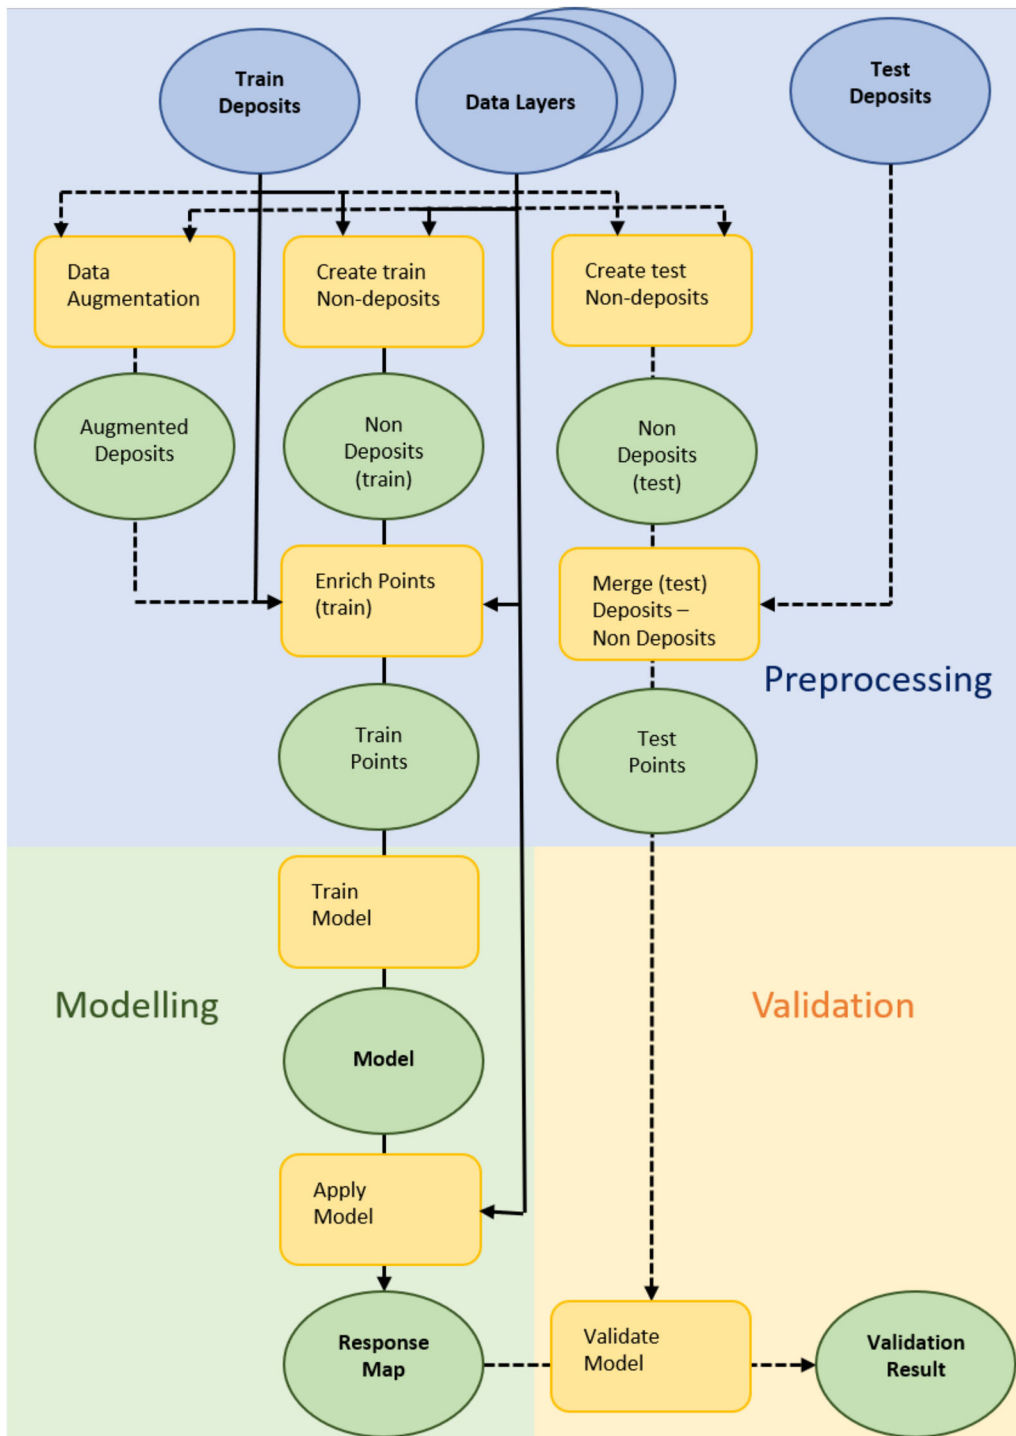 Train
Deposits
Data Layers
Test
Deposits
Data
Augmentation
Create train
Non-deposits
Create test
Non-deposits
Augmented
Deposits
Non
Deposits
(train)
Non
Deposits
(test)
Enrich Points
(train)
Merge (test)
Deposits –
Non Deposits
Preprocessing
Train
Points
Test
Points
Train
Model
Modelling
Validation
Model
Apply
Model
Response
Map
Validate
Model
Validation
Result